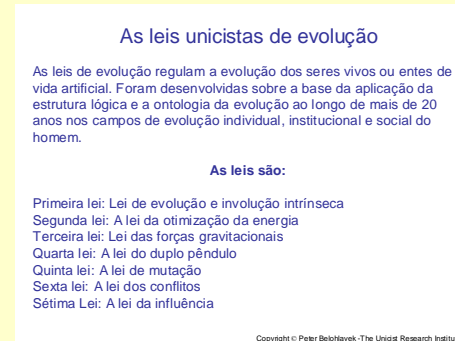 As leis unicistas de evolução
As leis de evolução regulam a evolução dos seres vivos ou entes de
vida artificial. Foram desenvolvidas sobre a base da aplicação da
estrutura lógica e a ontologia da evolução ao longo de mais de 20
anos nos campos de evolução individual, institucional e social do
homem.
As leis são:
Primeira lei: Lei de evolução e involução intrínseca
Segunda lei: A lei da otimização da energia
Terceira lei: Lei das forças gravitacionais
Quarta lei: A lei do duplo pêndulo
Quinta lei: A lei de mutação
Sexta lei: A lei dos conflitos
Sétima Lei: A lei da influência
Copyright © Peter Belohlavek -The Unicist Research Institu